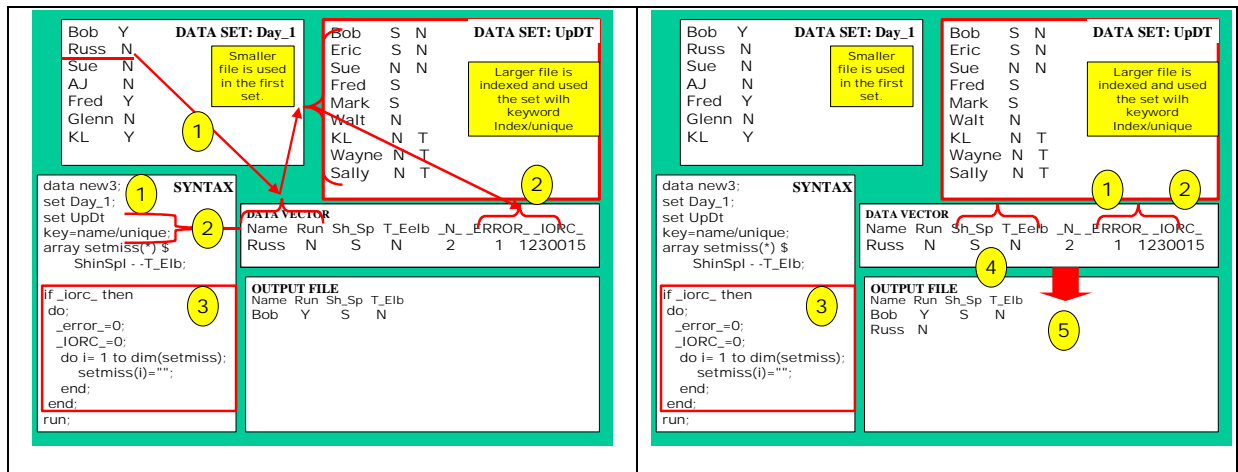 Bob Y
Russ N
Sue N
AJ N
Fred Y
Glenn N
KL Y
DATA SET: Day_1
Smaller
file is used
in the first
set.
1
Bob S N
Eric S N
Sue N N
Fred S
Mark S
Walt N
KL N T
Wayne N T
Sally N T
DATA SET: UpDT
Larger file is
indexed and used
the set wilh
keyword
Index/unique
2
SYNTAX
data new3;
set Day_1;
set UpDt
key=name/unique;
array setmiss(*) $
ShinSpl - -T_Elb;
1
2
if _iorc_ then
do;
_error_=0;
_IORC_=0;
do i= 1 to dim(setmiss);
setmiss(i)="";
end;
end;
run;
3
DATA VECTOR
Name Run Sh_Sp T_Eelb _N_ _ERROR_ _IORC_
Russ N S N 2 1 1230015
OUTPUT FILE
Name Run Sh_Sp T_Elb
Bob Y S N
Bob Y
Russ N
Sue N
AJ N
Fred Y
Glenn N
KL Y
DATA SET: Day_1
Smaller
file is used
in the first
set.
Bob S N
Eric S N
Sue N N
Fred S
Mark S
Walt N
KL N T
Wayne N T
Sally N T
DATA SET: UpDT
Larger file is
indexed and used
the set wilh
keyword
Index/unique
1
2
SYNTAX
data new3;
set Day_1;
set UpDt
key=name/unique;
array setmiss(*) $
ShinSpl - -T_Elb;
if _iorc_ then
do;
_error_=0;
_IORC_=0;
do i= 1 to dim(setmiss);
setmiss(i)="";
end;
end;
run;
3
DATA VECTOR
Name Run Sh_Sp T_Eelb _N_ _ERROR_ _IORC_
Russ N S N 2 1 1230015
4
OUTPUT FILE
Name Run Sh_Sp T_Elb
Bob Y S N
Russ N
5